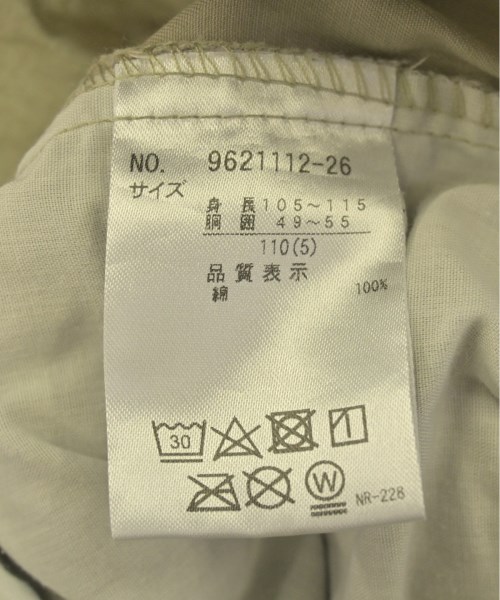 NO. 9621112-26
サイズ
身長105～115
胴囲 49～55
110(5)
品質表示
綿 100%
30
W
NR-228